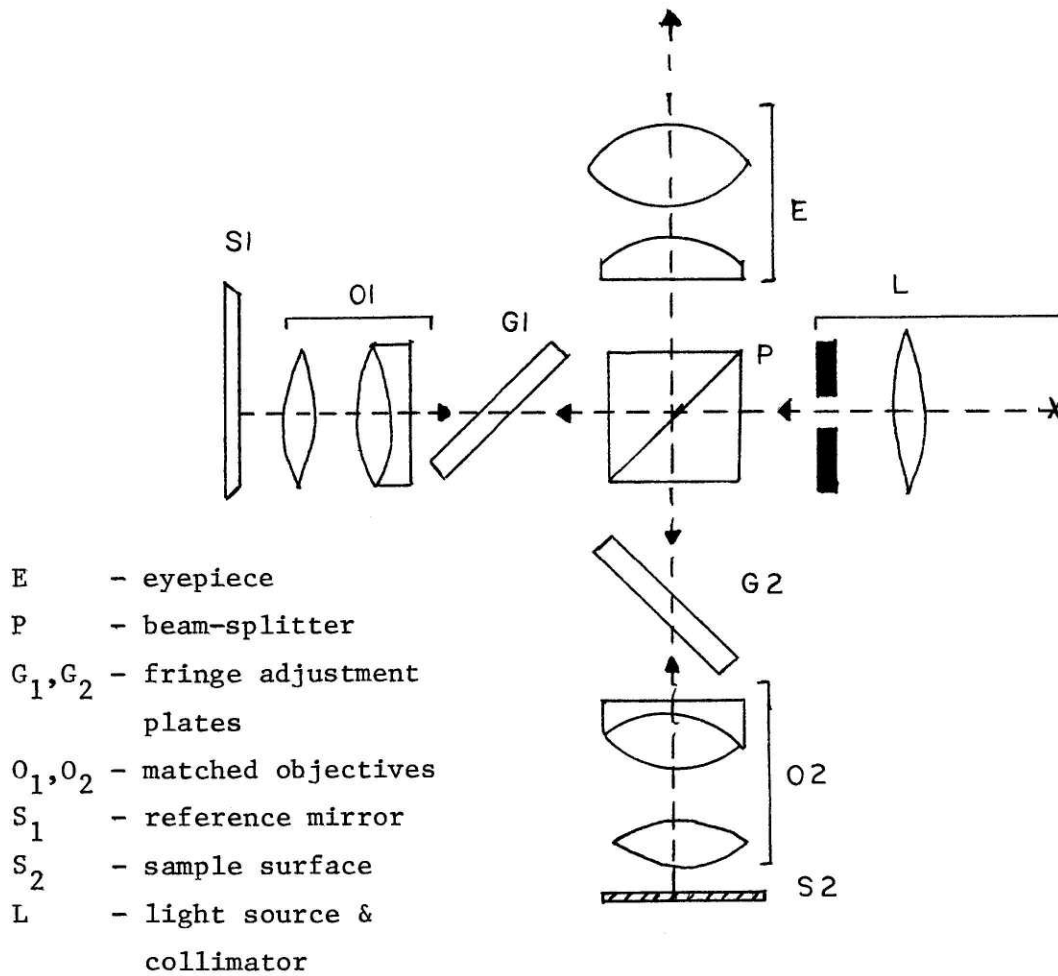 E
S1
O1
L
G1
P
G2
O2
S2
E - eyepiece
P - beam-splitter
G1,G2 - fringe adjustment
plates
O1,O2 - matched objectives
S1 - reference mirror
S2 - sample surface
L - light source &
collimator